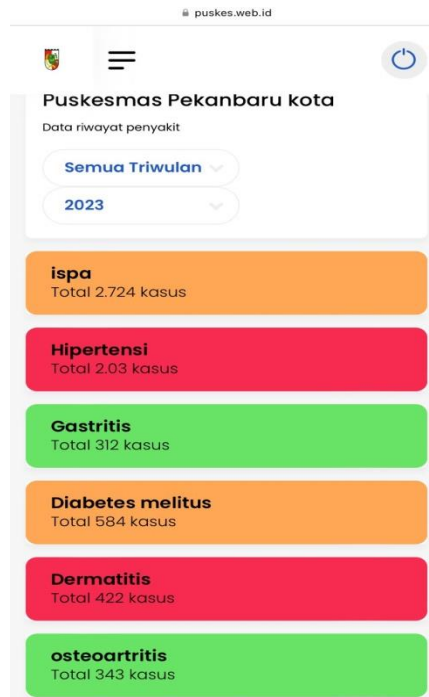 puskes.web.id
Puskesmas Pekanbaru kota
Data riwayat penyakit
Semua Triwulan
2023
ispa
Total 2.724 kasus
Hipertensi
Total 2.03 kasus
Gastritis
Total 312 kasus
Diabetes melitus
Total 584 kasus
Dermatitis
Total 422 kasus
osteoartritis
Total 343 kasus